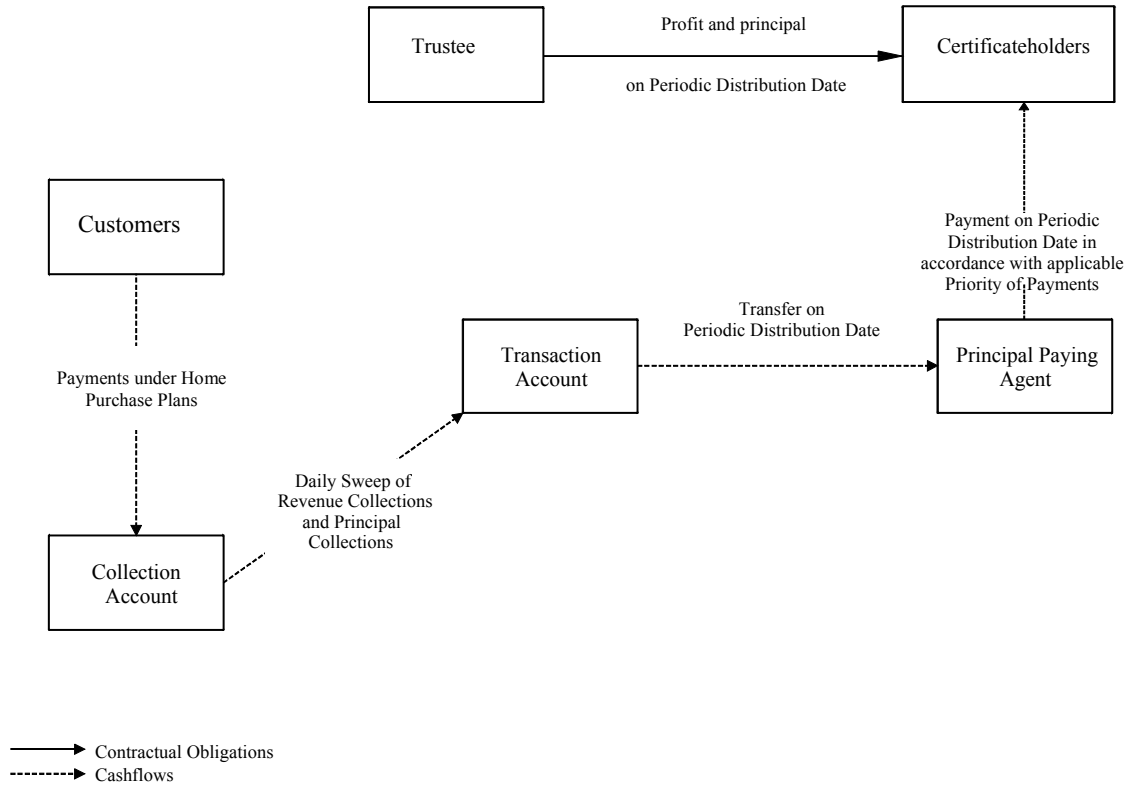 Trustee
Profit and principal
on Periodic Distribution Date
Certificateholders
Customers
Payment on Periodic
Distribution Date in
accordance with applicable
Priority of Payments
Transfer on
Periodic Distribution Date
Transaction
Account
Principal Paying
Agent
Payments under Home
Purchase Plans
Daily Sweep of
Revenue Collections
and Principal
Collections
Collection
Account
Contractual Obligations
Cashflows